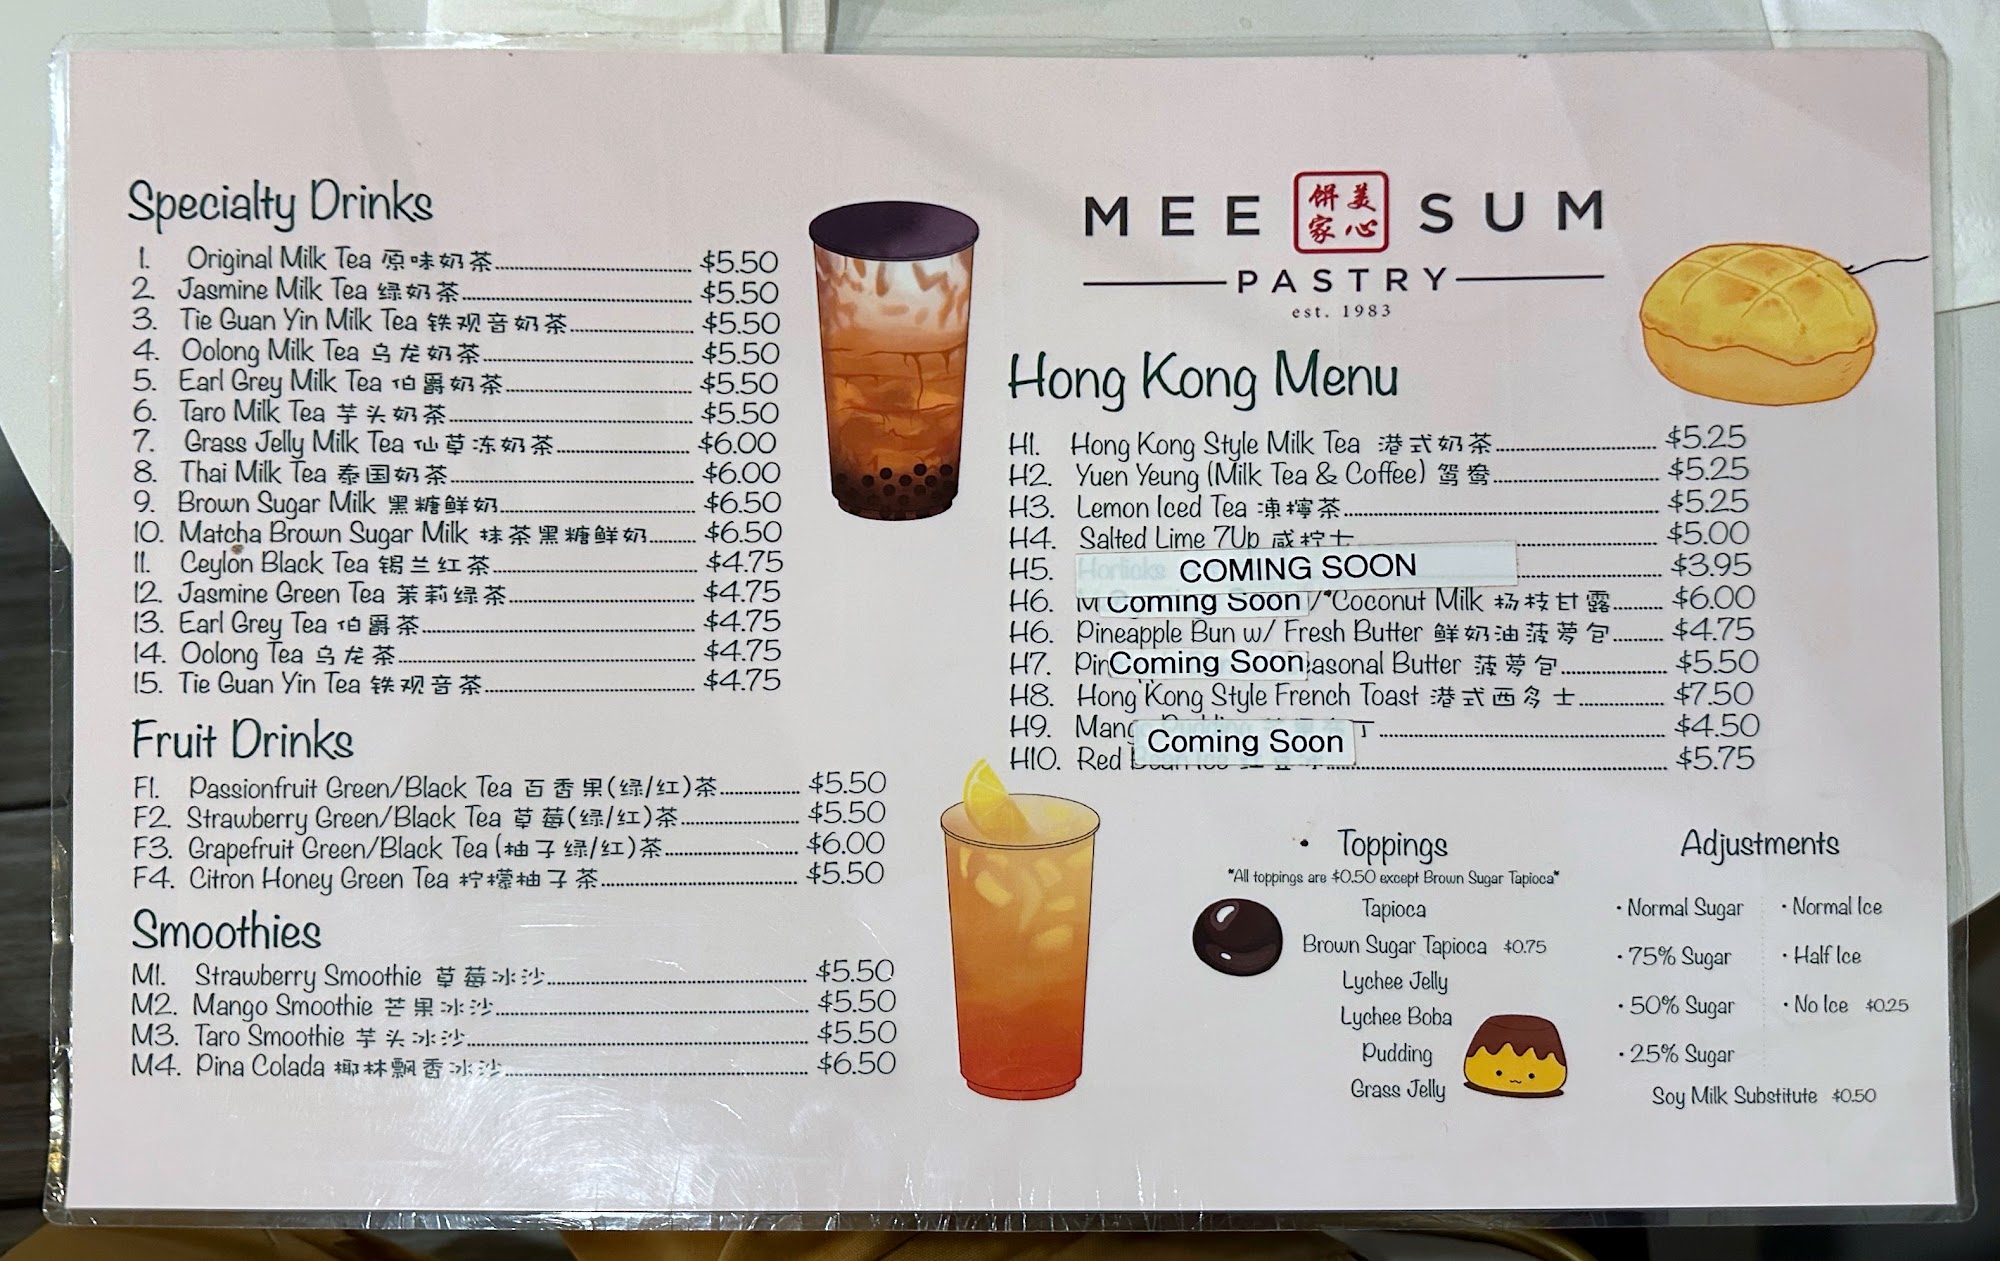 Specialty Drinks
1. Original Milk Tea 原味奶茶 $5.50
2. Jasmine Milk Tea 绿奶茶 $5.50
3. Tie Guan Yin Milk Tea 铁观音奶茶 $5.50
4. Oolong Milk Tea 乌龙奶茶 $5.50
5. Earl Grey Milk Tea 伯爵奶茶 $5.50
6. Taro Milk Tea 芋头奶茶 $5.50
7. Grass Jelly Milk Tea 仙草冻奶茶 $6.00
8. Thai Milk Tea 泰国奶茶 $6.00
9. Brown Sugar Milk 黑糖鲜奶 $6.50
10. Matcha Brown Sugar Milk 抹茶黑糖鲜奶 $6.50
11. Ceylon Black Tea 锡兰红茶 $4.75
12. Jasmine Green Tea 茉莉绿茶 $4.75
13. Earl Grey Tea 伯爵茶 $4.75
14. Oolong Tea 乌龙茶 $4.75
15. Tie Guan Yin Tea 铁观音茶 $4.75
Fruit Drinks
F1. Passionfruit Green/Black Tea 百香果(绿/红)茶 $5.50
F2. Strawberry Green/Black Tea 草莓(绿/红)茶 $5.50
F3. Grapefruit Green/Black Tea (柚子绿/红)茶 $6.00
F4. Citron Honey Green Tea 柠檬柚子茶 $5.50
Smoothies
M1. Strawberry Smoothie 草莓冰沙 $5.50
M2. Mango Smoothie 芒果冰沙 $5.50
M3. Taro Smoothie 芋头冰沙 $5.50
M4. Pina Colada 椰林飘香冰沙 $6.50
MEE 美心饼家 SUM
PASTRY
est. 1983
Hong Kong Menu
H1. Hong Kong Style Milk Tea 港式奶茶 $5.25
H2. Yuen Yeung (Milk Tea & Coffee) 鸳鸯 $5.25
H3. Lemon Iced Tea 凍檸茶 $5.25
H4. Salted Lime 7Up 咸柠七 $5.00
H5. Horlicks COMING SOON $3.95
H6. M Coming Soon / Coconut Milk 杨枝甘露 $6.00
H6. Pineapple Bun w/ Fresh Butter 鲜奶油菠萝包 $4.75
H7. Pin Coming Soon easonal Butter 菠萝包 $5.50
H8. Hong Kong Style French Toast 港式西多士 $7.50
H9. Mango Pudding 丁 $4.50
Coming Soon
H10. Red Bean Ice $5.75
Toppings
*All toppings are $0.50 except Brown Sugar Tapioca*
Tapioca
Brown Sugar Tapioca $0.75
Lychee Jelly
Lychee Boba
Pudding
Grass Jelly
Adjustments
• Normal Sugar • Normal Ice
• 75% Sugar • Half Ice
• 50% Sugar • No Ice $0.25
• 25% Sugar
Soy Milk Substitute $0.50